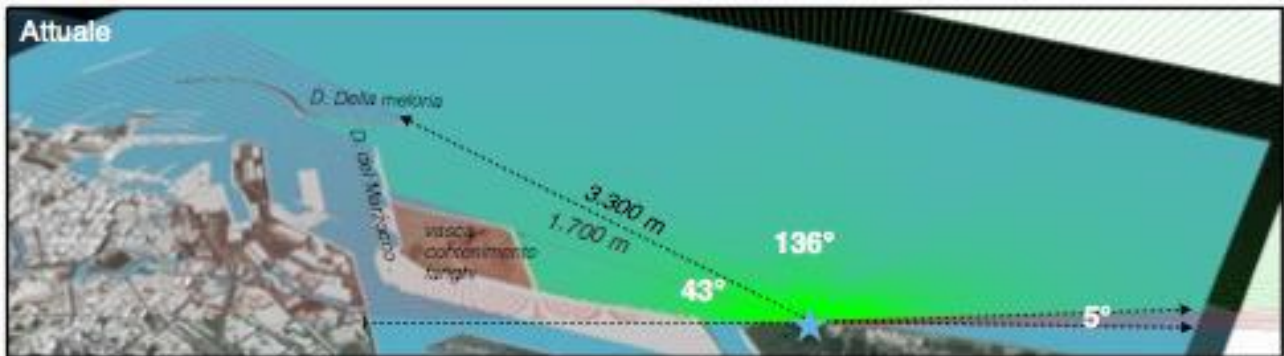 Attuale
D. Della meloria
D. del Marzocco
3.300 m
1.700 m
136°
vasca
contenimento
fanghi
43°
5°